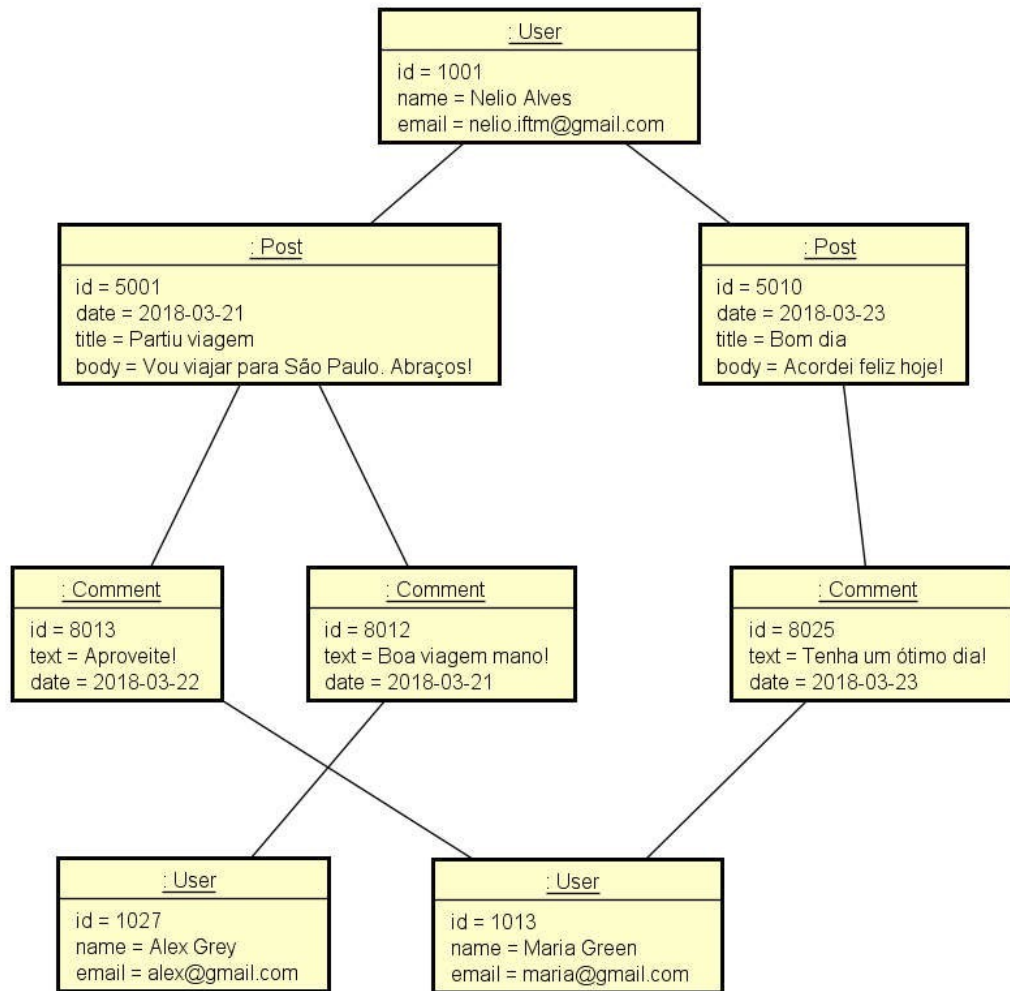 : User
id = 1001
name = Nelio Alves
email = nelio.iftm@gmail.com
: Post
id = 5001
date = 2018-03-21
title = Partiu viagem
body = Vou viajar para São Paulo. Abraços!
: Post
id = 5010
date = 2018-03-23
title = Bom dia
body = Acordei feliz hoje!
: Comment
id = 8013
text = Aproveite!
date = 2018-03-22
: Comment
id = 8012
text = Boa viagem mano!
date = 2018-03-21
: Comment
id = 8025
text = Tenha um ótimo dia!
date = 2018-03-23
: User
id = 1027
name = Alex Grey
email = alex@gmail.com
: User
id = 1013
name = Maria Green
email = maria@gmail.com